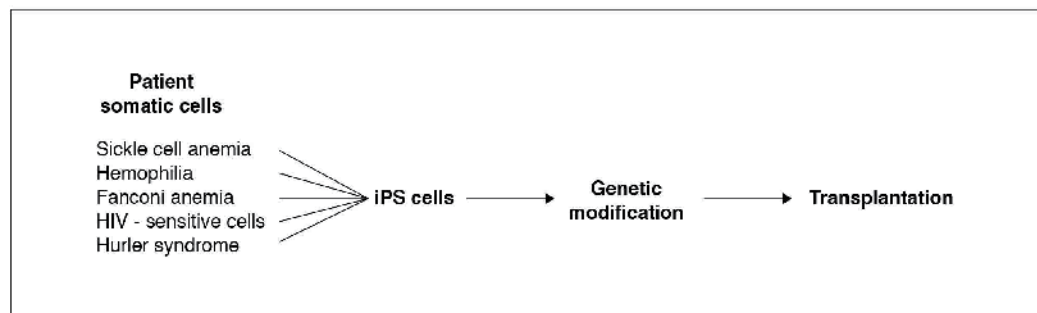 Patient
somatic cells
Sickle cell anemia
Hemophilia
Fanconi anemia
HIV - sensitive cells
Hurler syndrome
iPS cells
Genetic
modification
Transplantation